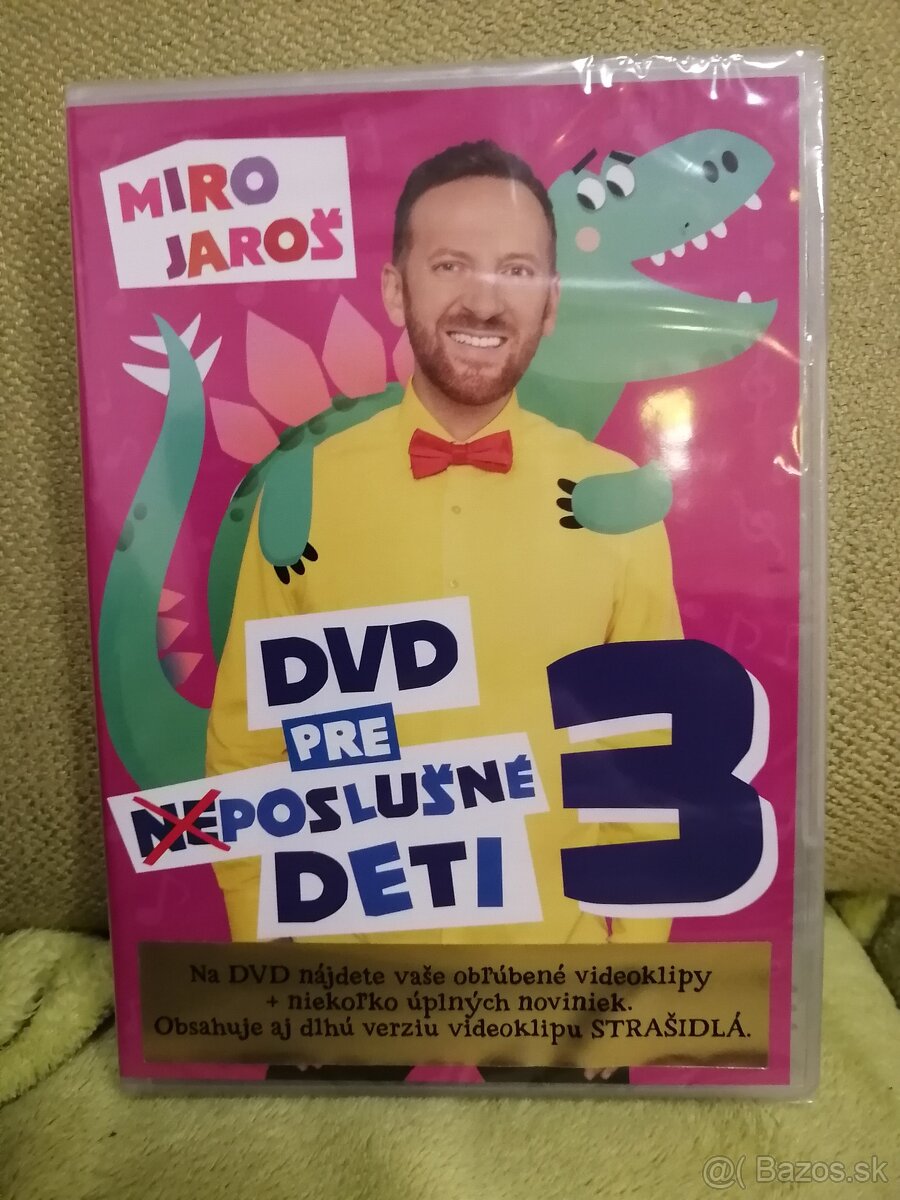 MIRO
JAROŠ
DVD
PRE
NEPOSLUŠNÉ
DETI
3
Na DVD nájdete vaše obľúbené videoklipy
+ niekoľko úplných noviniek.
Obsahuje aj dlhú verziu videoklipu STRAŠIDLÁ.
@( Bazos.sk